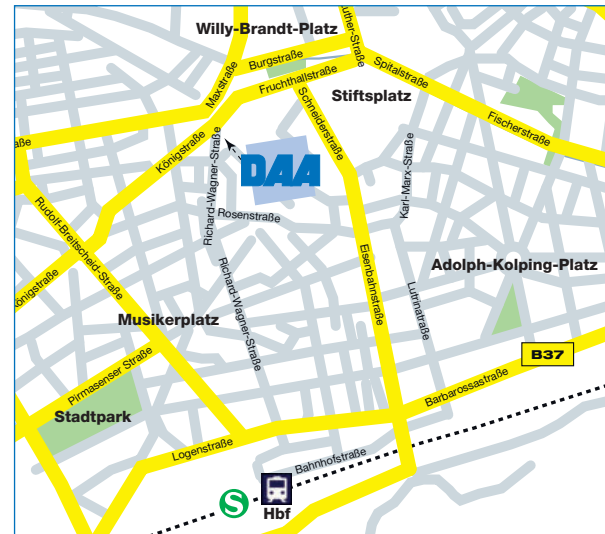 Willy-Brandt-Platz
Burgstraße
Maxstraße
Fruchthallstraße
Spitalstraße
Stiftsplatz
Schneiderstraße
Fischerstraße
Königstraße
Richard-Wagner-Straße
DAA
Karl-Marx-Straße
Rosenstraße
Rudolf-Breitscheid-Straße
Eisenbahnstraße
Adolph-Kolping-Platz
Königstraße
Richard-Wagner-Straße
Lutrinatraße
Musikerplatz
B37
Pirmasenser Straße
Barbarossastraße
Stadtpark
Logenstraße
Bahnhofstraße
S
Hbf